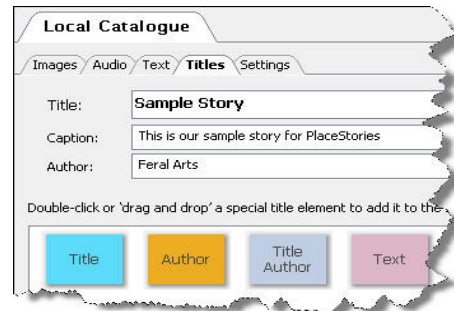 Local Catalogue
Images Audio Text Titles Settings
Title: Sample Story
Caption: This is our sample story for PlaceStories
Author: Feral Arts
Double-click or 'drag and drop' a special title element to add it to the
Title Author Title Author Text